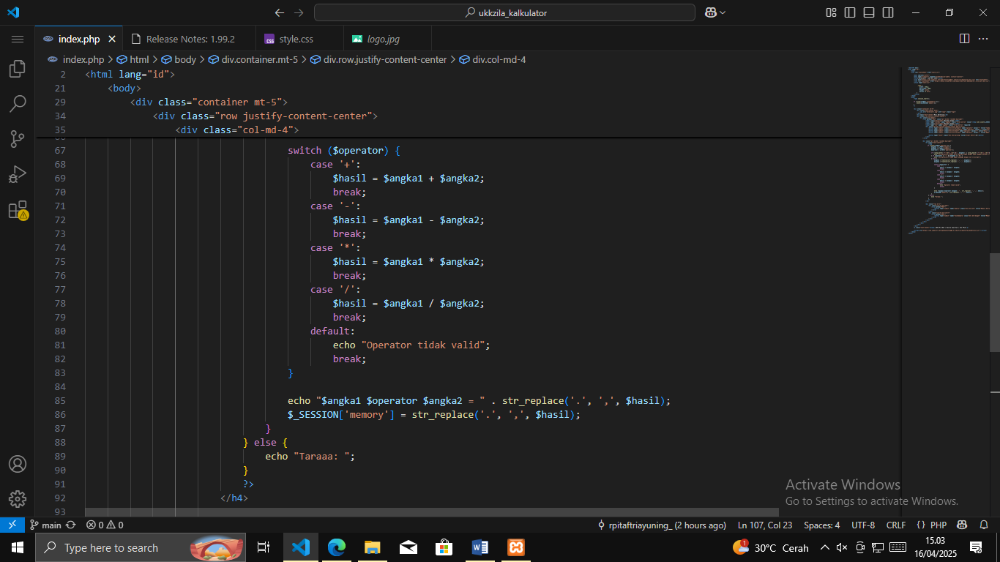 ukkzila_kalkulator
index.php
Release Notes: 1.99.2
style.css
logo.jpg
index.php > html > body > div.container.mt-5 > div.row.justify-content-center > div.col-md-4
2 <html lang="id">
21 <body>
29 <div class="container mt-5">
34 <div class="row justify-content-center">
35 <div class="col-md-4">
67 switch ($operator) {
68 case '+':
69 $hasil = $angka1 + $angka2;
70 break;
71 case '-':
72 $hasil = $angka1 - $angka2;
73 break;
74 case '*':
75 $hasil = $angka1 * $angka2;
76 break;
77 case '/':
78 $hasil = $angka1 / $angka2;
79 break;
80 default:
81 echo "Operator tidak valid";
82 break;
83 }
84
85 echo "$angka1 $operator $angka2 = " . str_replace('.', ',', $hasil);
86 $_SESSION['memory'] = str_replace('.', ',', $hasil);
87 }
88 } else {
89 echo "Taraaa: ";
90 }
91 ?>
92 </h4>
93
Activate Windows
Go to Settings to activate Windows.
main
0
0
rpitaftriayuning_ (2 hours ago)
Ln 107, Col 23
Spaces: 4
UTF-8
CRLF
{ } PHP
Type here to search
1
30°C Cerah
15.03
16/04/2025